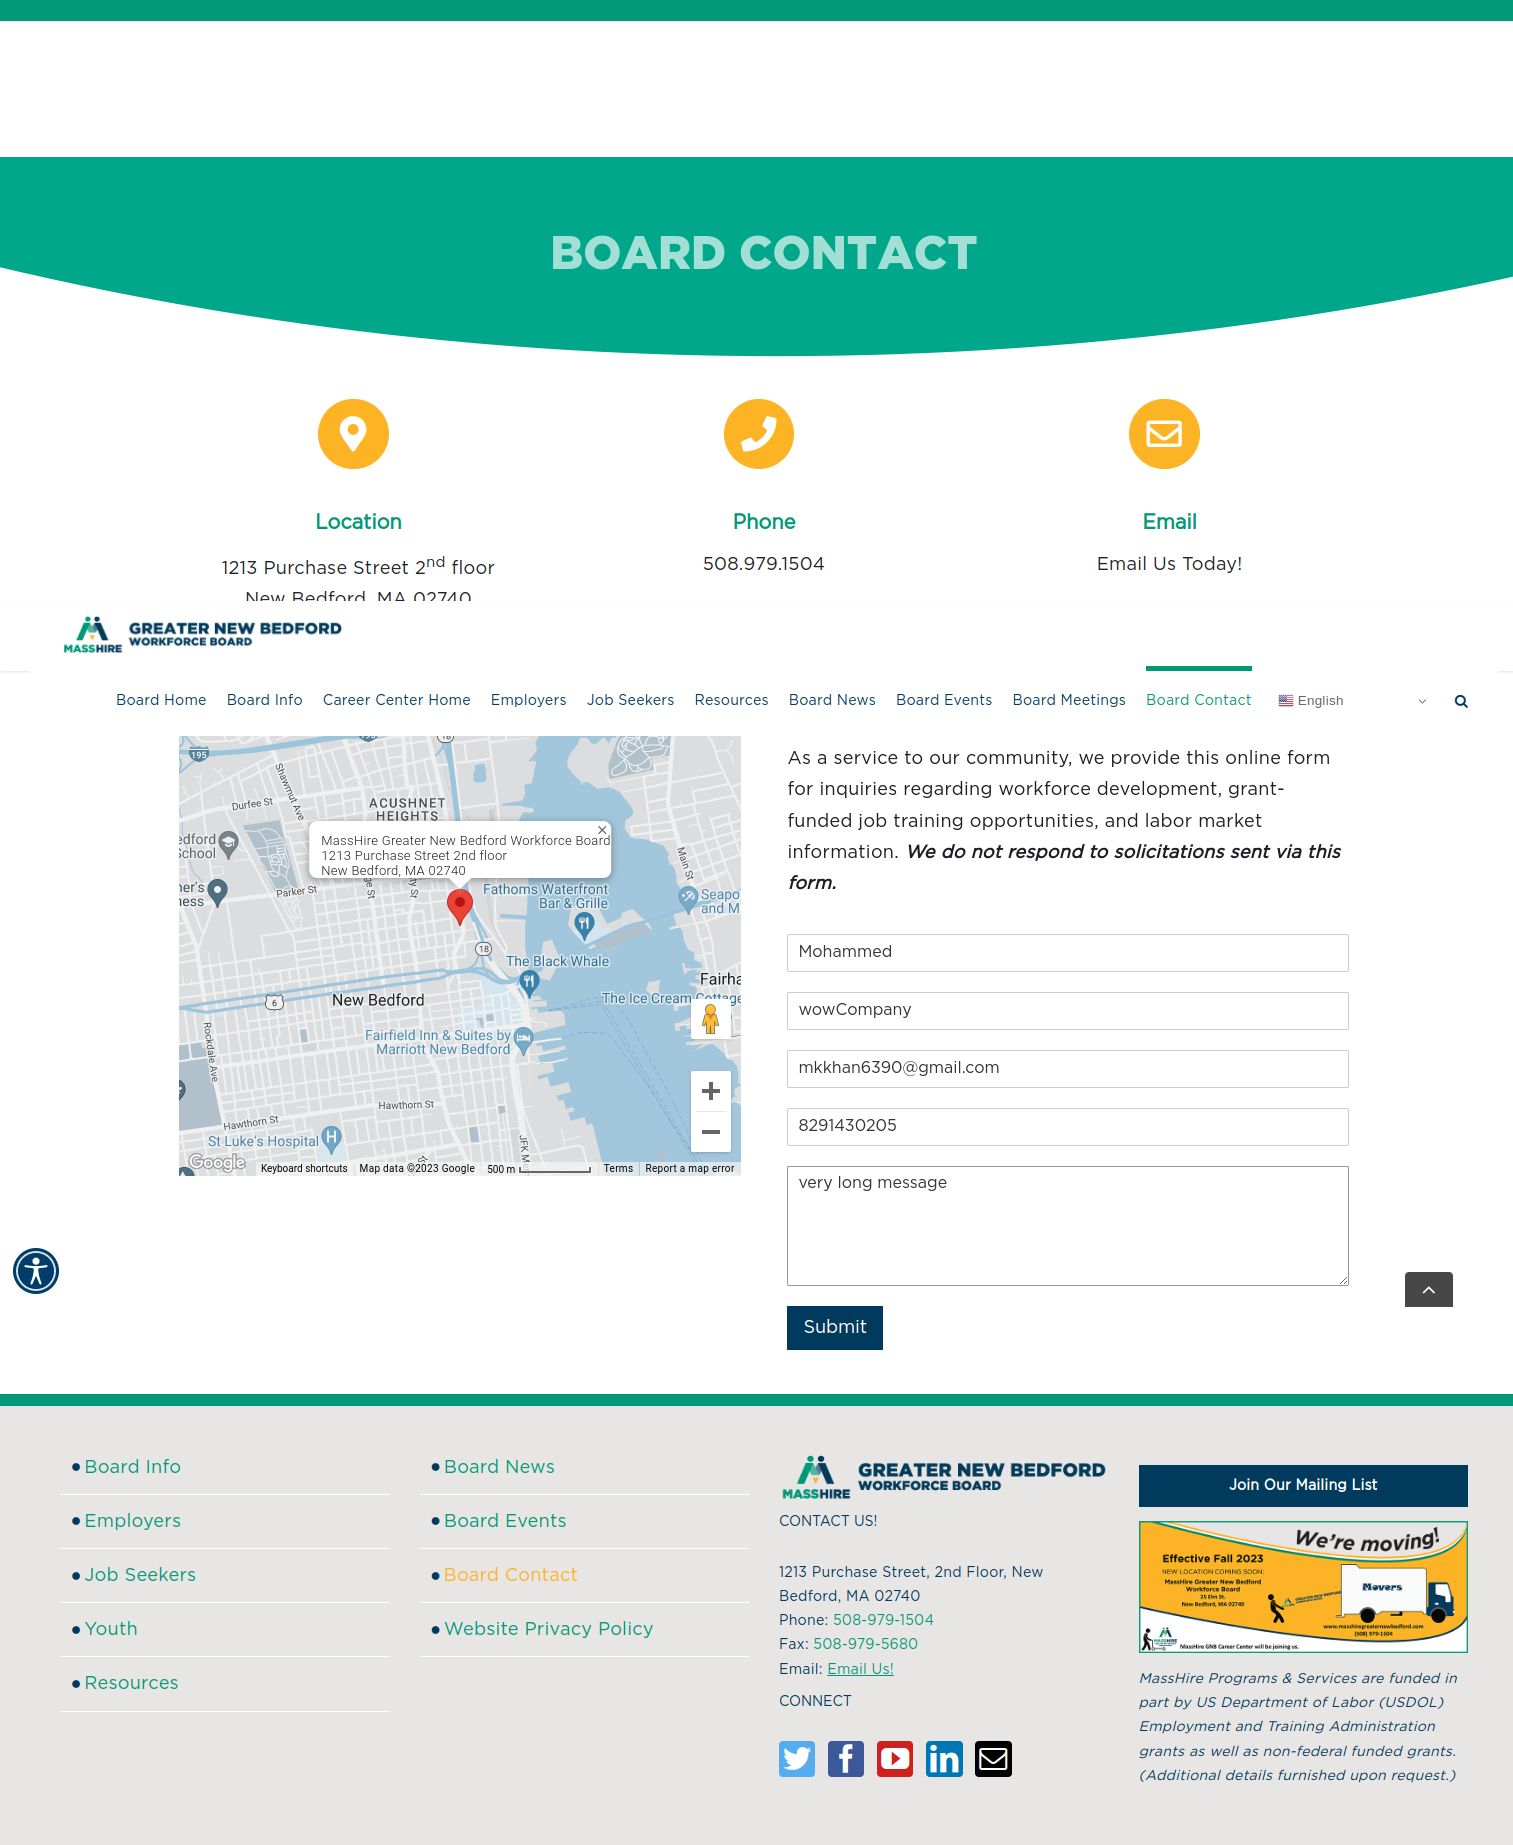 BOARD CONTACT
Location
1213 Purchase Street 2nd floor
New Bedford, MA 02740
Phone
508.979.1504
Email
Email Us Today!
MASSHIRE
GREATER NEW BEDFORD
WORKFORCE BOARD
Board Home
Board Info
Career Center Home
Employers
Job Seekers
Resources
Board News
Board Events
Board Meetings
Board Contact
English
195
18
Shawmut Ave
Durfee St
ACUSHNET
HEIGHTS
edford
School
Parker St
MassHire Greater New Bedford Workforce Board
1213 Purchase Street 2nd floor
New Bedford, MA 02740
Main St
Fathoms Waterfront
Bar & Grille
Seapo
and M
18
The Black Whale
Fairha
6
New Bedford
The Ice Cream Cottage
Fairfield Inn & Suites by
Marriott New Bedford
Rockdale Ave
Hawthorn St
Hawthorn St
St Luke's Hospital
H
JFK M
Google
Keyboard shortcuts
Map data ©2023 Google
500 m
Terms
Report a map error
As a service to our community, we provide this online form
for inquiries regarding workforce development, grant-
funded job training opportunities, and labor market
information. We do not respond to solicitations sent via this
form.
Mohammed
wowCompany
mkkhan6390@gmail.com
8291430205
very long message
Submit
Board Info
Employers
Job Seekers
Youth
Resources
Board News
Board Events
Board Contact
Website Privacy Policy
MASSHIRE
GREATER NEW BEDFORD
WORKFORCE BOARD
CONTACT US!
1213 Purchase Street, 2nd Floor, New
Bedford, MA 02740
Phone: 508-979-1504
Fax: 508-979-5680
Email: Email Us!
CONNECT
Join Our Mailing List
We're moving!
Effective Fall 2023
NEW LOCATION COMING SOON:
MassHire Greater New Bedford
Workforce Board
25 Elm St.
New Bedford, MA 02740
Movers
www.masshiregreaternewbedford.com
(508) 979-1504
MassHire GNB Career Center will be joining us.
MassHire Programs & Services are funded in
part by US Department of Labor (USDOL)
Employment and Training Administration
grants as well as non-federal funded grants.
(Additional details furnished upon request.)